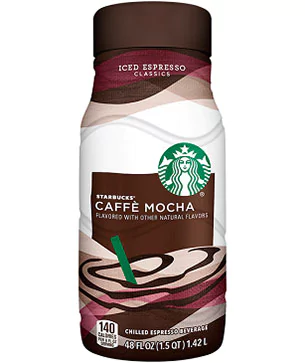 ICED ESPRESSO
CLASSICS
STARBUCKS®
CAFFÈ MOCHA
FLAVORED WITH OTHER NATURAL FLAVORS
®
140
CALORIES
CHILLED ESPRESSO BEVERAGE
48 FL OZ (1.5 QT) 1.42 L